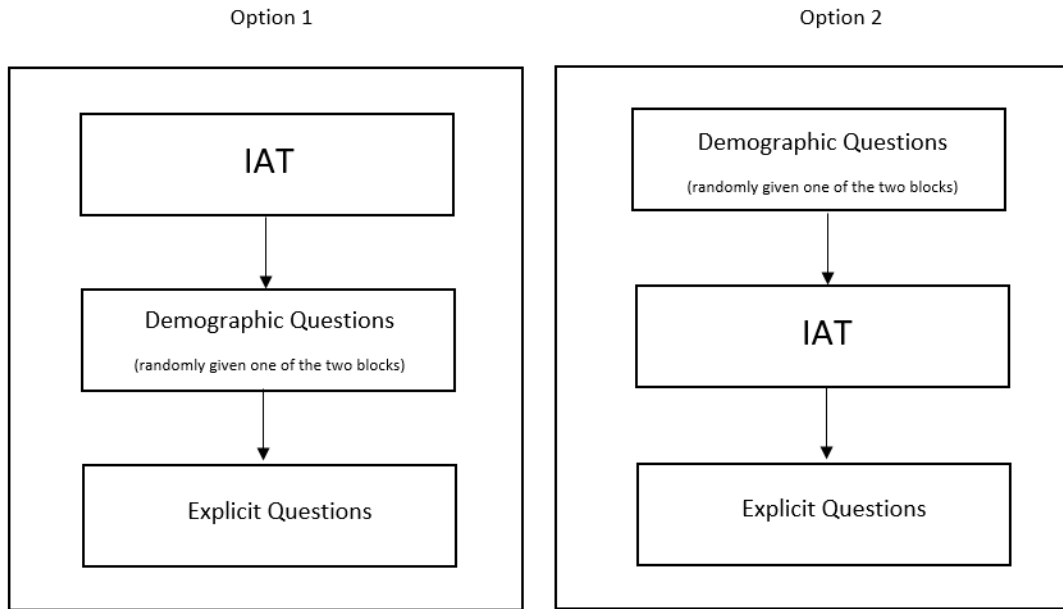 Option 1
IAT
Demographic Questions
(randomly given one of the two blocks)
Explicit Questions
Option 2
Demographic Questions
(randomly given one of the two blocks)
IAT
Explicit Questions